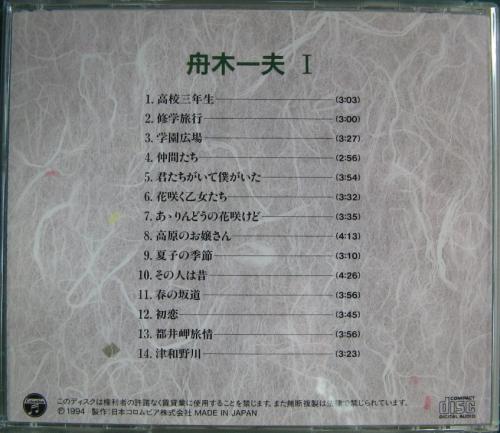 舟木一夫 I
1. 高校三年生 (3:03)
2. 修学旅行 (3:00)
3. 学園広場 (3:27)
4. 仲間たち (2:56)
5. 君たちがいて僕がいた (3:54)
6. 花咲く乙女たち (3:32)
7. あゝりんどうの花咲けど (3:35)
8. 高原のお嬢さん (4:13)
9. 夏子の季節 (3:10)
10. その人は昔 (4:26)
11. 春の坂道 (3:56)
12. 初恋 (3:45)
13. 都井岬旅情 (3:56)
14. 津和野川 (3:23)
このディスクは権利者の許諾なく賃貸業に使用することを禁じます。また無断複製は法律で禁じられています。
Ⓟ1994 製作:日本コロムビア株式会社 MADE IN JAPAN
Columbia
COMPACT
disc
DIGITAL AUDIO